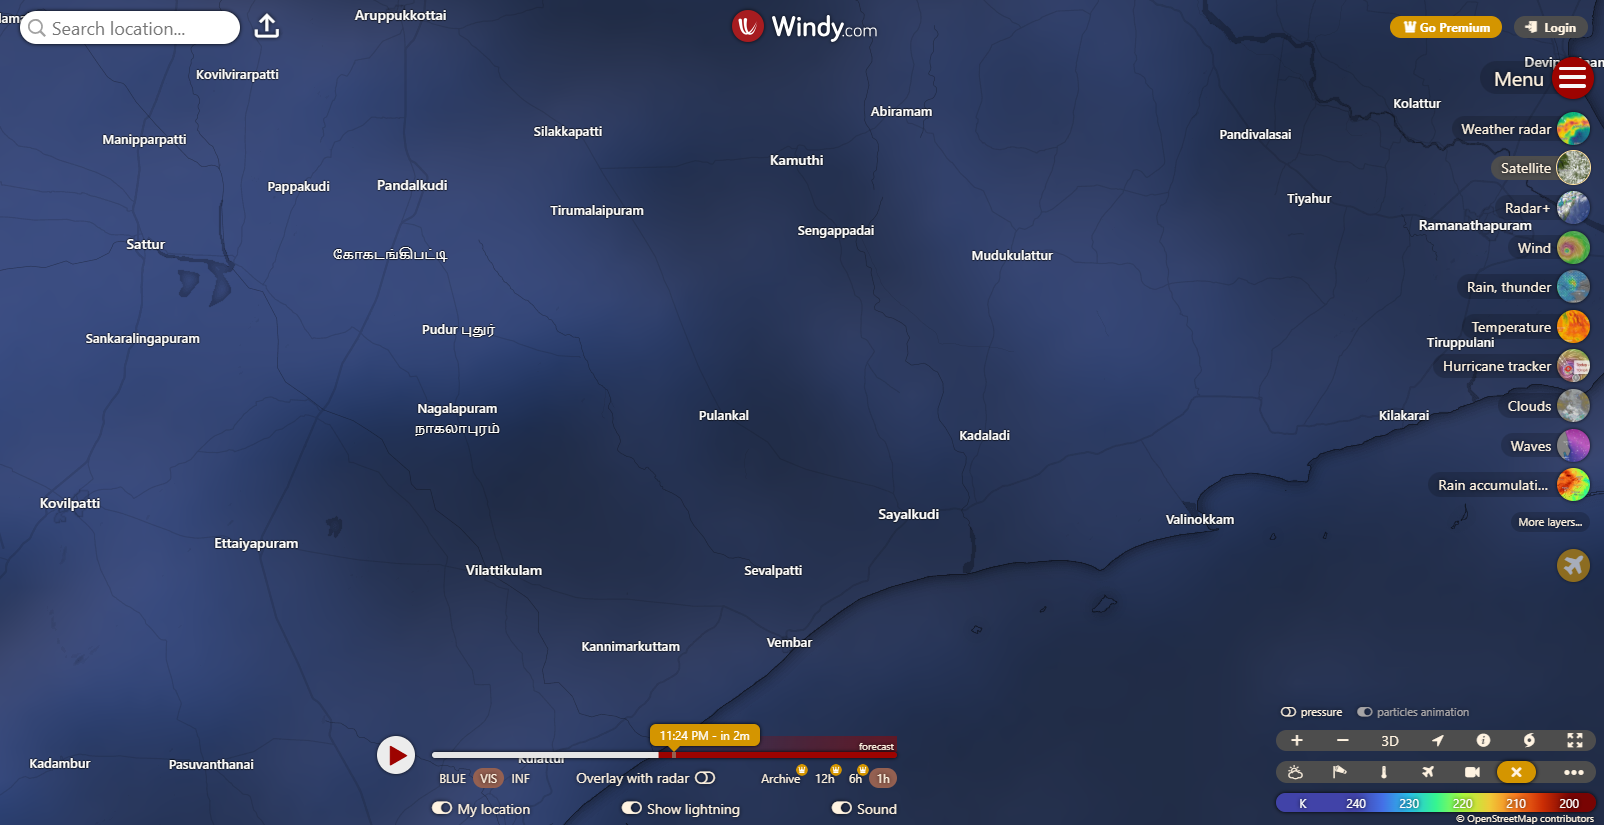 Search location...
Windy.com
Go Premium
Login
Aruppukkottai
Kovilvirarpatti
Menu
Kolattur
Abiramam
Weather radar
Silakkapatti
Pandivalasai
Manipparpatti
Kamuthi
Satellite
Pappakudi
Pandalkudi
Tiyahur
Radar+
Tirumalaipuram
Ramanathapuram
Sengappadai
Sattur
Wind
கோகடங்கிபட்டி
Mudukulattur
Rain, thunder
Temperature
Pudur புதுர்
Sankaralingapuram
Tiruppulani
Hurricane tracker
Clouds
Nagalapuram
நாகலாபுரம்
Pulankal
Kilakarai
Kadaladi
Waves
Rain accumulati...
Kovilpatti
Sayalkudi
Valinokkam
More layers...
Ettaiyapuram
Vilattikulam
Sevalpatti
Kannimarkuttam
Vembar
pressure
particles animation
11:24 PM - in 2m
forecast
3D
Kadambur
Pasuvanthanai
Kulattur
BLUE VIS INF
Overlay with radar
Archive 12h 6h 1h
My location
Show lightning
Sound
K 240 230 220 210 200
© OpenStreetMap contributors